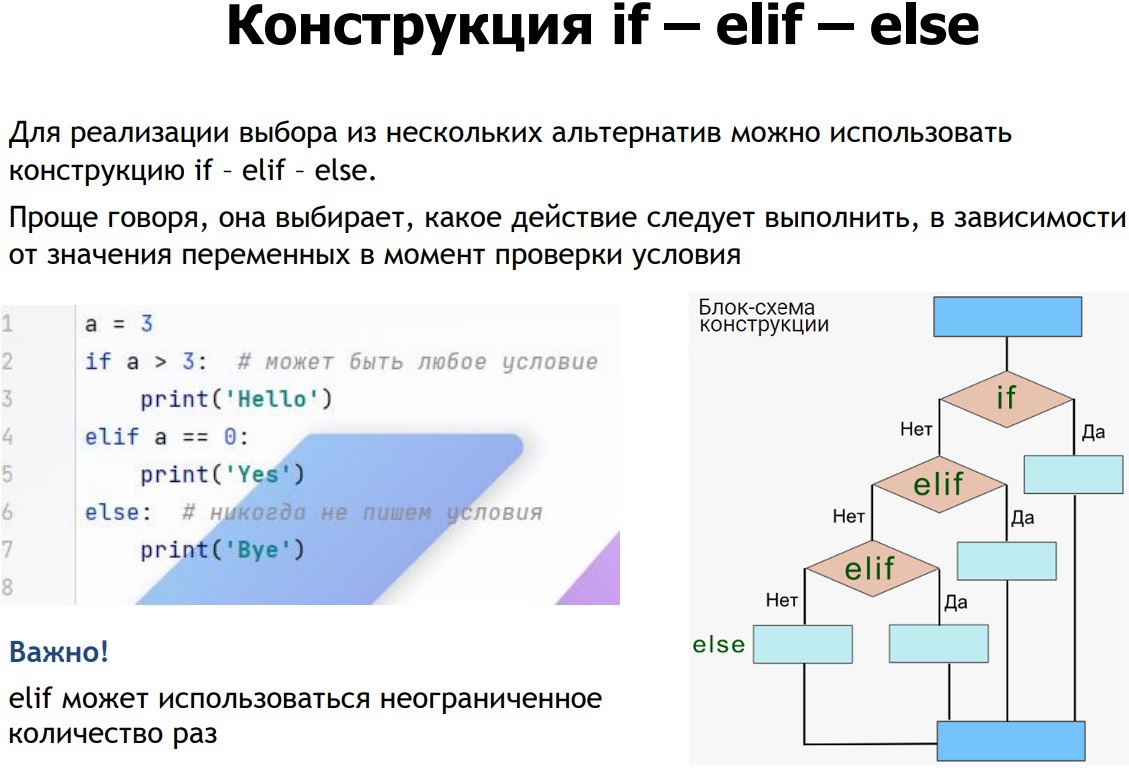 Конструкция if – elif – else
Для реализации выбора из нескольких альтернатив можно использовать
конструкцию if – elif – else.
Проще говоря, она выбирает, какое действие следует выполнить, в зависимости
от значения переменных в момент проверки условия
1 a = 3
2 if a > 3:  # может быть любое условие
3     print('Hello')
4 elif a == 0:
5     print('Yes')
6 else:  # никогда не пишем условия
7     print('Bye')
8
Важно!
elif может использоваться неограниченное
количество раз
Блок-схема
конструкции
if
Нет
Да
elif
Нет
Да
elif
Нет
Да
else